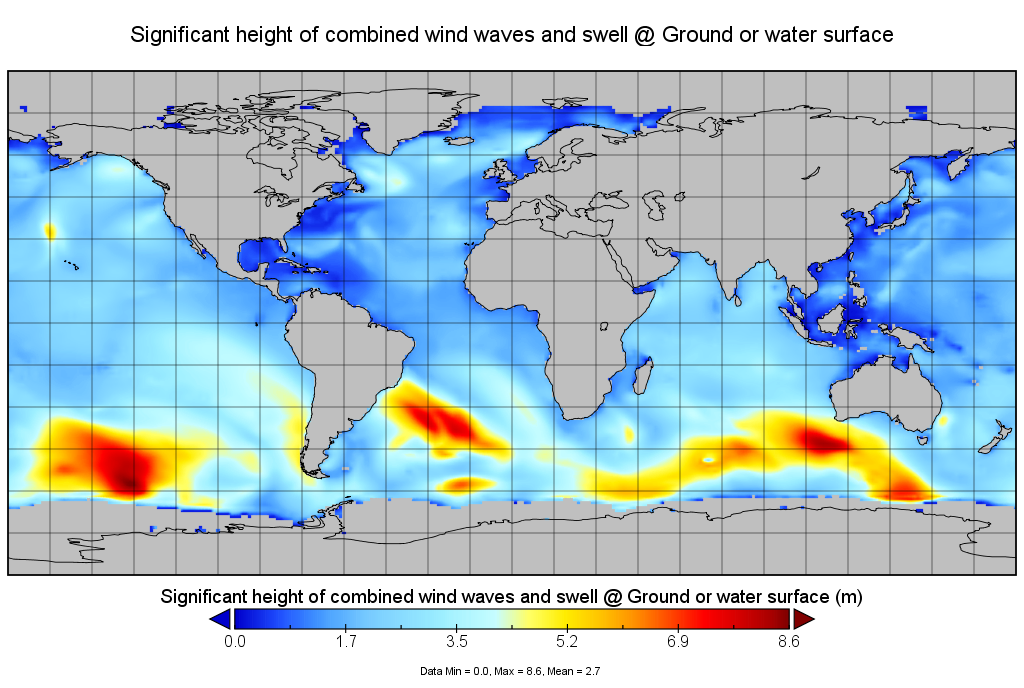 Significant height of combined wind waves and swell @ Ground or water surface
Significant height of combined wind waves and swell @ Ground or water surface (m)
0.0 1.7 3.5 5.2 6.9 8.6
Data Min = 0.0, Max = 8.6, Mean = 2.7